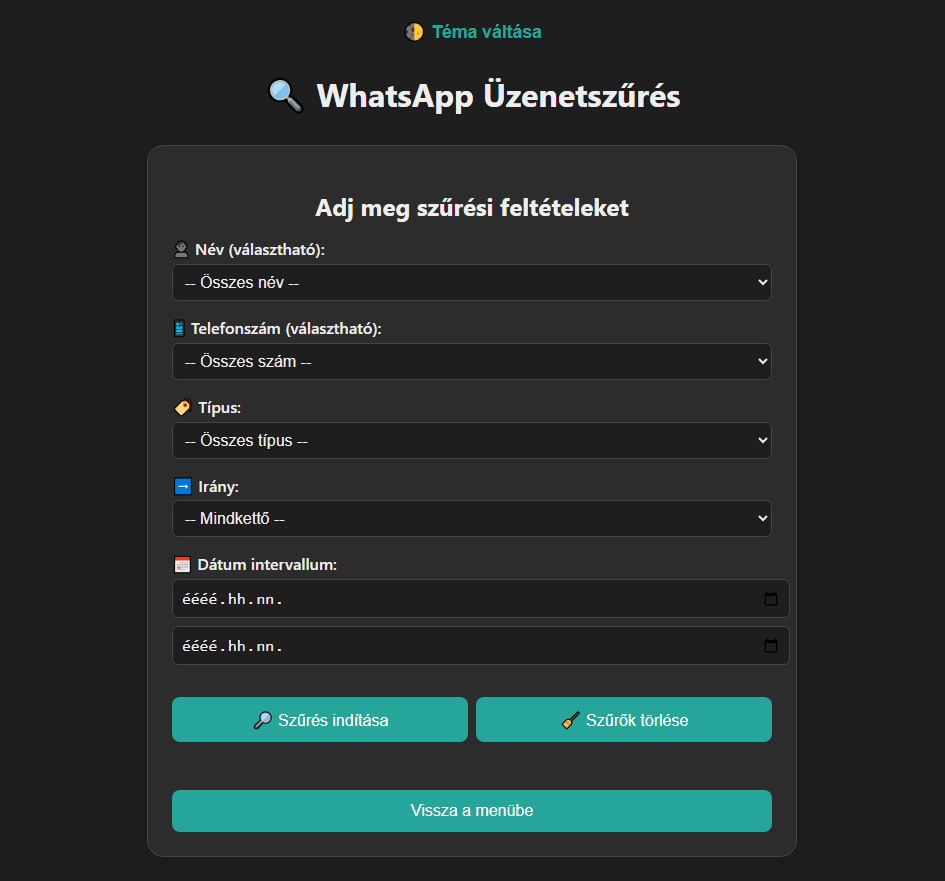 Téma váltása
WhatsApp Üzenetszűrés
Adj meg szűrési feltételeket
Név (választható):
-- Összes név --
Telefonszám (választható):
-- Összes szám --
Típus:
-- Összes típus --
Irány:
-- Mindkettő --
Dátum intervallum:
éééé.hh.nn.
éééé.hh.nn.
Szűrés indítása
Szűrők törlése
Vissza a menübe